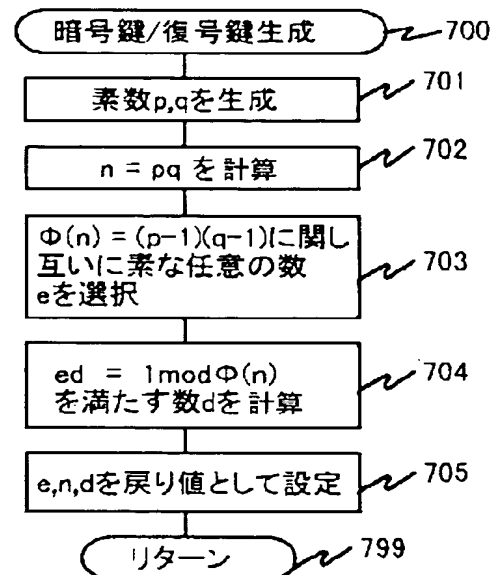 暗号鍵/復号鍵生成
700
素数p,qを生成
701
n = pq を計算
702
Φ(n) = (p-1)(q-1)に関し
互いに素な任意の数
eを選択
703
ed = 1modΦ(n)
を満たす数dを計算
704
e,n,dを戻り値として設定
705
リターン
799